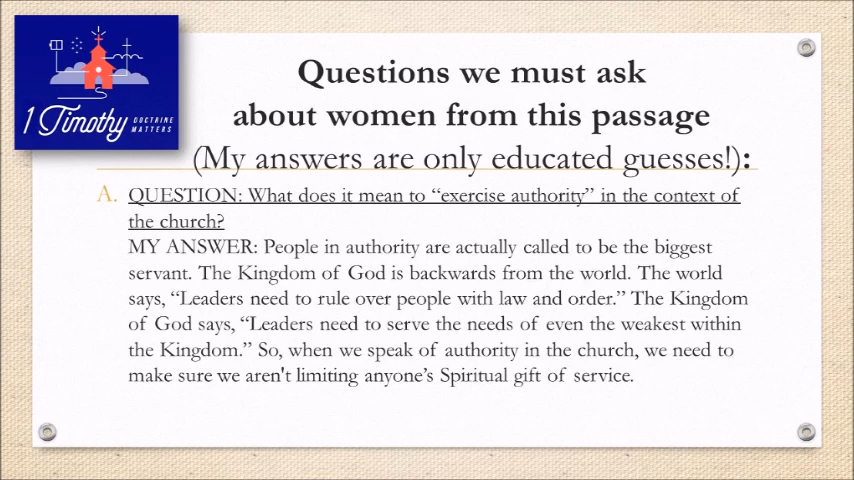 1 Timothy DOCTRINE
MATTERS
Questions we must ask
about women from this passage
(My answers are only educated guesses!):
A. QUESTION: What does it mean to “exercise authority” in the context of
the church?
MY ANSWER: People in authority are actually called to be the biggest
servant. The Kingdom of God is backwards from the world. The world
says, “Leaders need to rule over people with law and order.” The Kingdom
of God says, “Leaders need to serve the needs of even the weakest within
the Kingdom.” So, when we speak of authority in the church, we need to
make sure we aren't limiting anyone’s Spiritual gift of service.